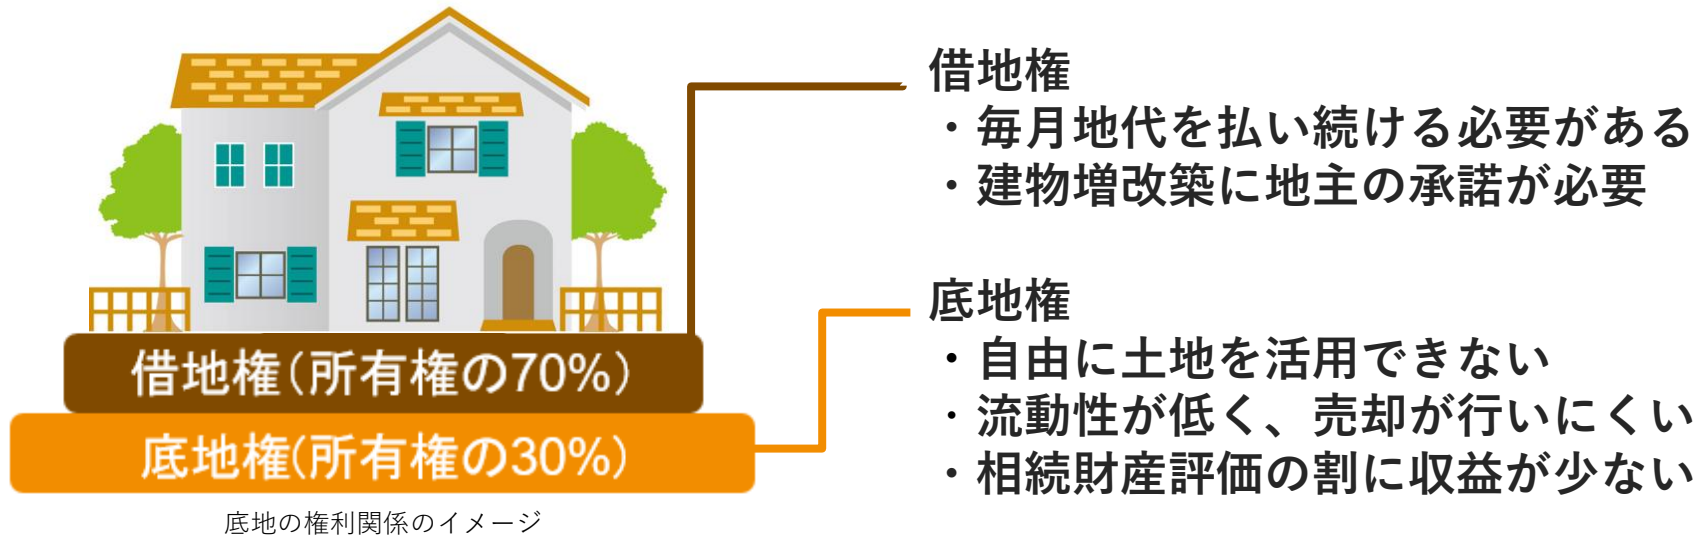 借地権
・毎月地代を払い続ける必要がある
・建物増改築に地主の承諾が必要
底地権
・自由に土地を活用できない
・流動性が低く、売却が行いにくい
・相続財産評価の割に収益が少ない
借地権(所有権の70%)
底地権(所有権の30%)
底地の権利関係のイメージ